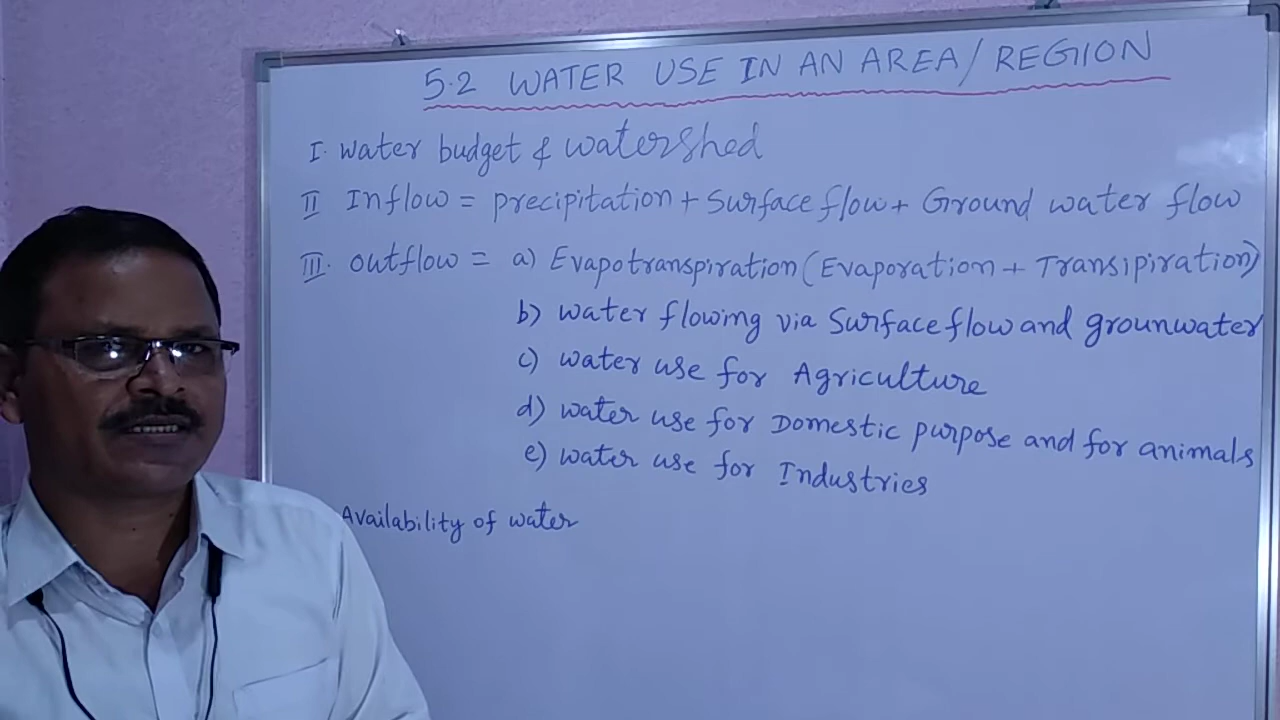 5.2 WATER USE IN AN AREA/REGION
I. water budget & watershed
II Inflow = precipitation + Surface flow + Ground water flow
III. outflow = a) Evapotranspiration (Evaporation + Transipiration)
b) water flowing via Surface flow and grounwater
c) water use for Agriculture
d) water use for Domestic purpose and for animals
e) water use for Industries
Availability of water